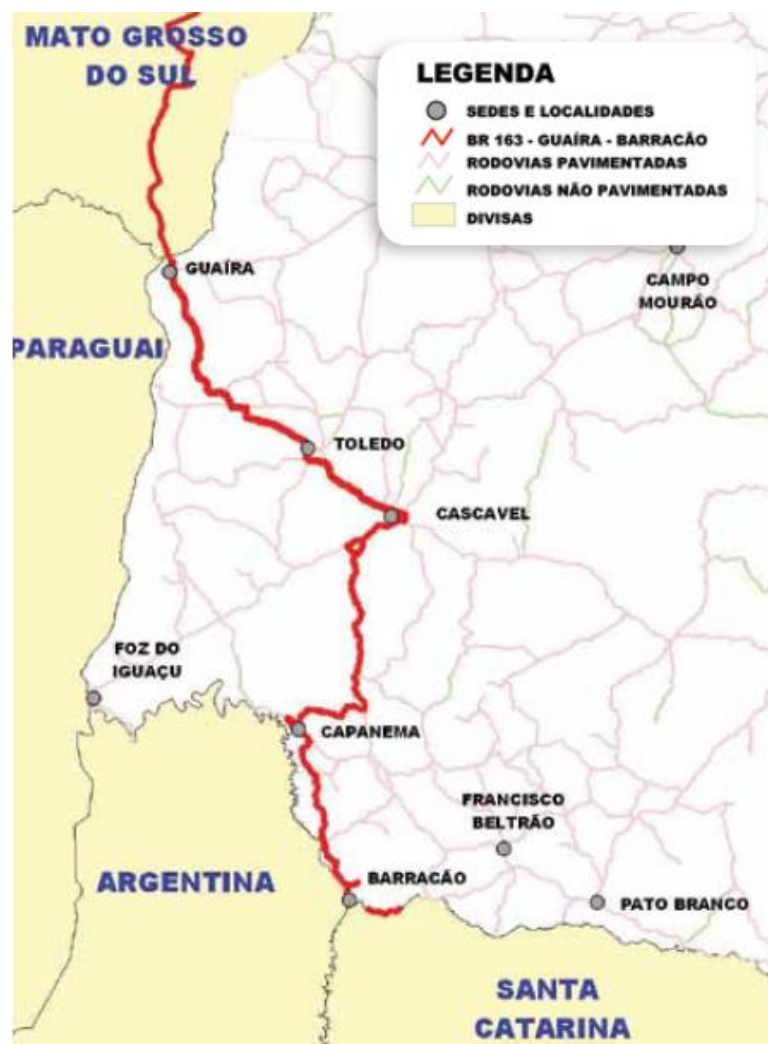 MATO GROSSO
DO SUL
LEGENDA
SEDES E LOCALIDADES
BR 163 - GUAÍRA - BARRACÃO
RODOVIAS PAVIMENTADAS
RODOVIAS NÃO PAVIMENTADAS
DIVISAS
GUAÍRA
CAMPO
MOURÃO
PARAGUAI
TOLEDO
CASCAVEL
FOZ DO
IGUAÇU
CAPANEMA
FRANCISCO
BELTRÃO
ARGENTINA
BARRACÃO
PATO BRANCO
SANTA
CATARINA